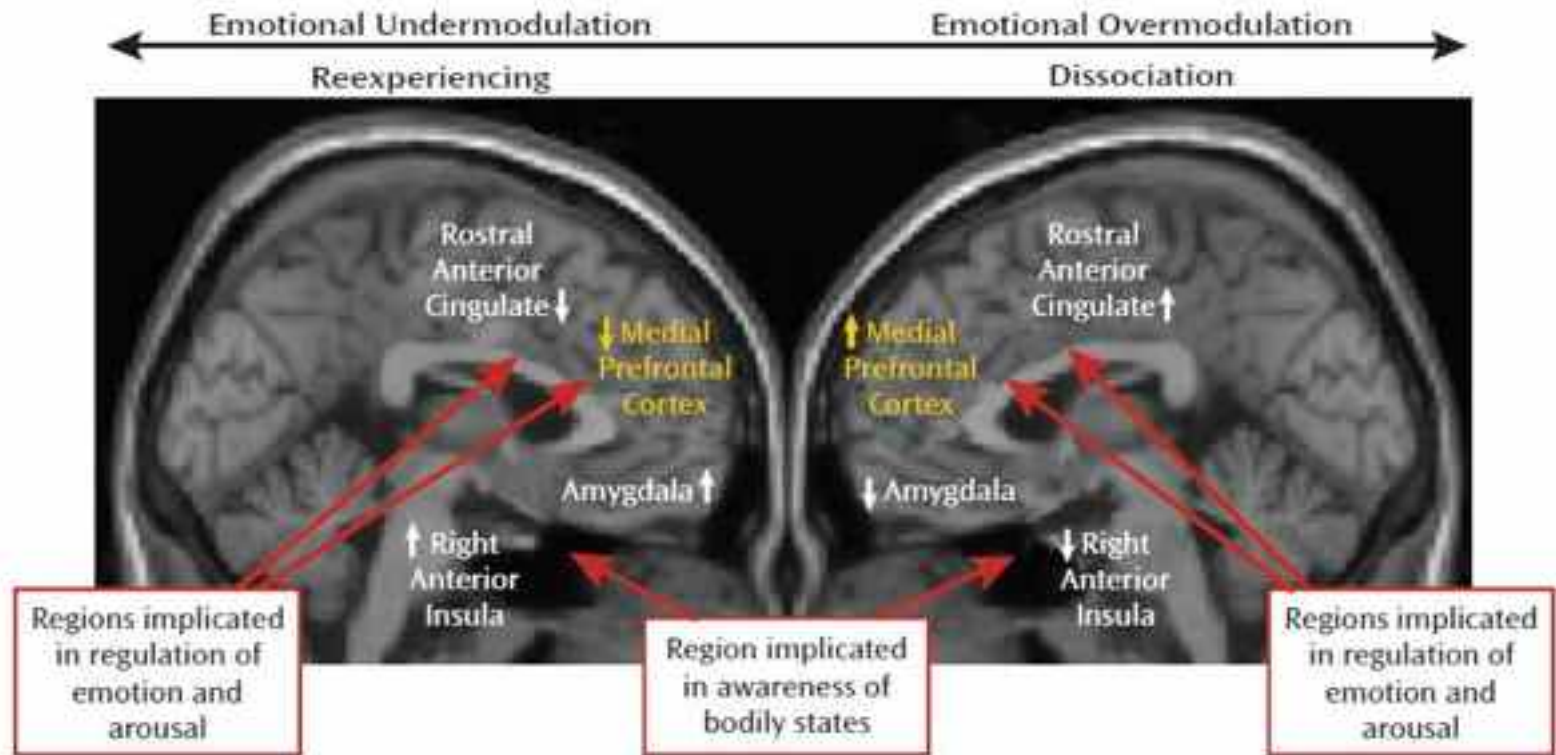 Emotional Undermodulation
Emotional Overmodulation
Reexperiencing
Dissociation
Rostral
Anterior
Cingulate↓
↓Medial
Prefrontal
Cortex
Amygdala↑
↑Right
Anterior
Insula
Rostral
Anterior
Cingulate↑
↑Medial
Prefrontal
Cortex
↓Amygdala
↓Right
Anterior
Insula
Regions implicated
in regulation of
emotion and
arousal
Region implicated
in awareness of
bodily states
Regions implicated
in regulation of
emotion and
arousal